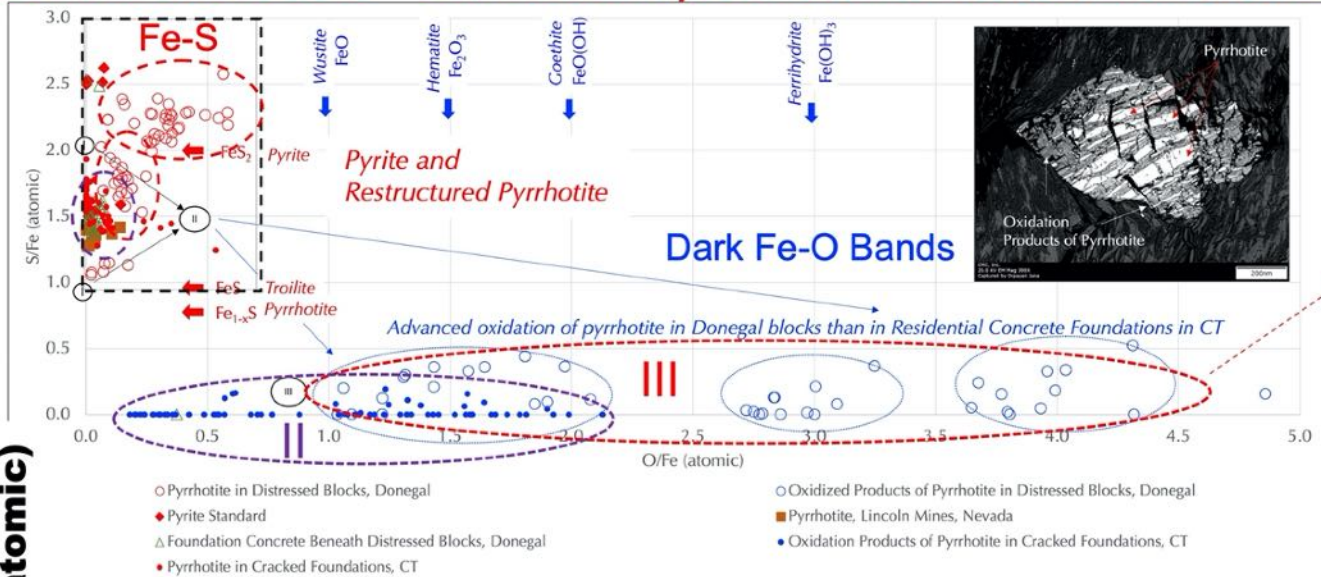 3.0
2.5
2.0
1.5
1.0
0.5
0.0
S/Fe (atomic)
Fe-S
Wustite
FeO
Hematite
Fe2O3
Goethite
FeO(OH)
Ferrihydrite
Fe(OH)3
FeS2 Pyrite
Pyrite and
Restructured Pyrrhotite
II
Dark Fe-O Bands
FeS Troilite
Fe1-xS Pyrrhotite
Advanced oxidation of pyrrhotite in Donegal blocks than in Residential Concrete Foundations in CT
III
III
II
0.0 0.5 1.0 1.5 2.0 2.5 3.0 3.5 4.0 4.5 5.0
O/Fe (atomic)
Pyrrhotite
Oxidation
Products of Pyrrhotite
200nm
Pyrrhotite in Distressed Blocks, Donegal
Pyrite Standard
Foundation Concrete Beneath Distressed Blocks, Donegal
Pyrrhotite in Cracked Foundations, CT
Oxidized Products of Pyrrhotite in Distressed Blocks, Donegal
Pyrrhotite, Lincoln Mines, Nevada
Oxidation Products of Pyrrhotite in Cracked Foundations, CT
atomic)